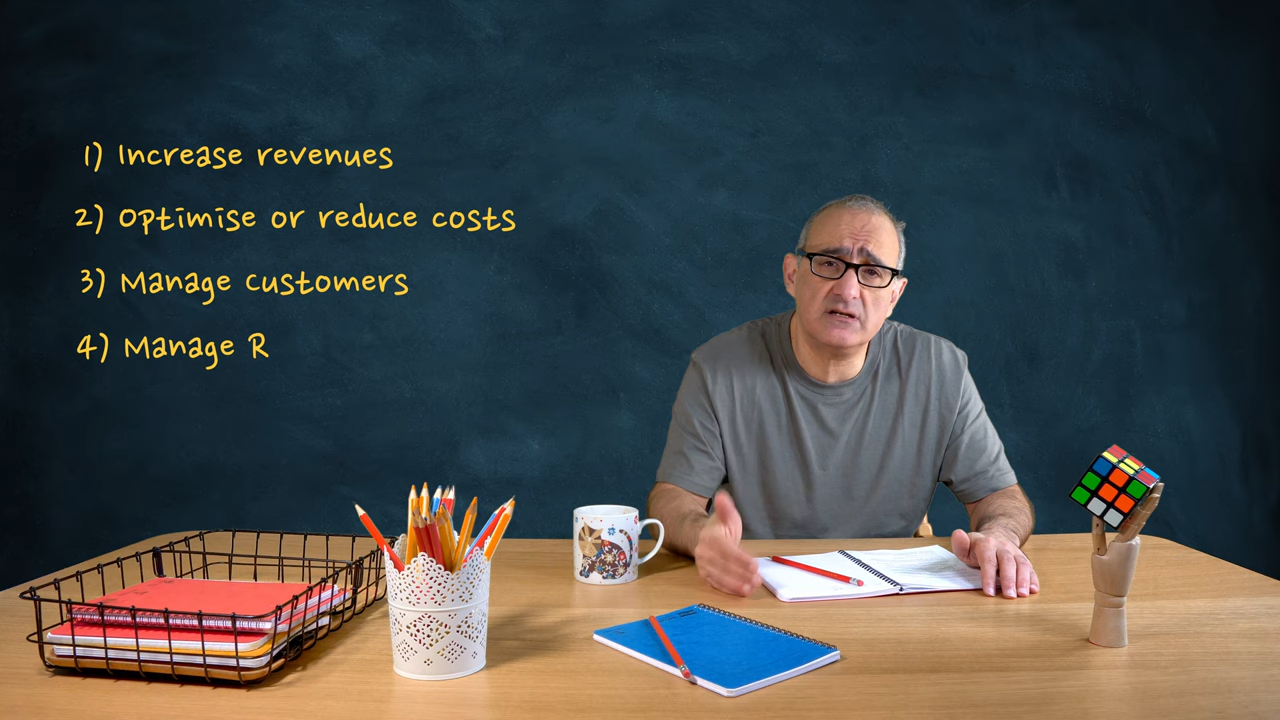 1) Increase revenues
2) Optimise or reduce costs
3) Manage customers
4) Manage R